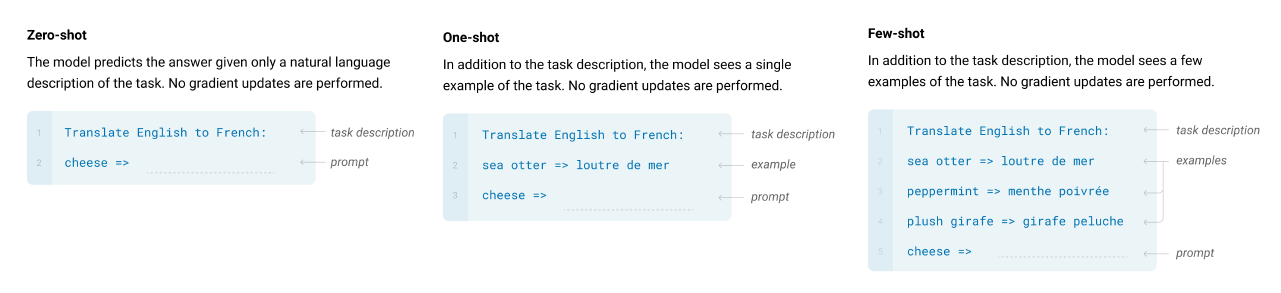 Zero-shot
The model predicts the answer given only a natural language
description of the task. No gradient updates are performed.
1 Translate English to French: task description
2 cheese => prompt
One-shot
In addition to the task description, the model sees a single
example of the task. No gradient updates are performed.
1 Translate English to French: task description
2 sea otter => loutre de mer example
3 cheese => prompt
Few-shot
In addition to the task description, the model sees a few
examples of the task. No gradient updates are performed.
1 Translate English to French: task description
2 sea otter => loutre de mer examples
3 peppermint => menthe poivrée
4 plush girafe => girafe peluche
5 cheese => prompt